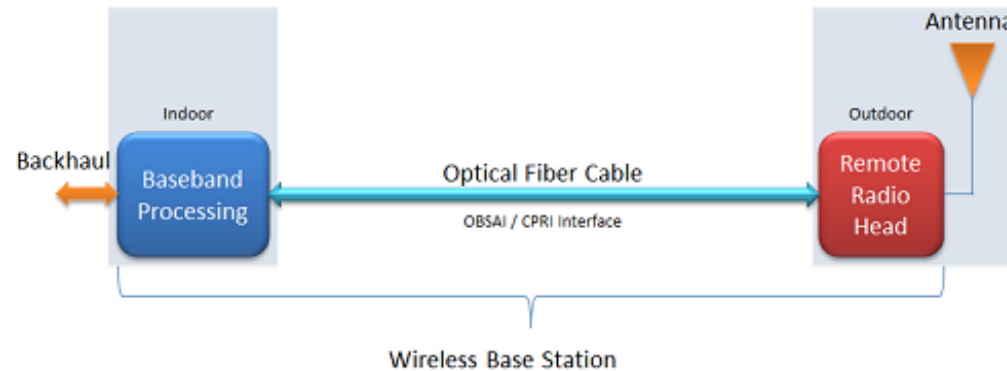 Antenna
Indoor
Outdoor
Backhaul
Baseband
Processing
Optical Fiber Cable
OBSAI / CPRI Interface
Remote
Radio
Head
Wireless Base Station